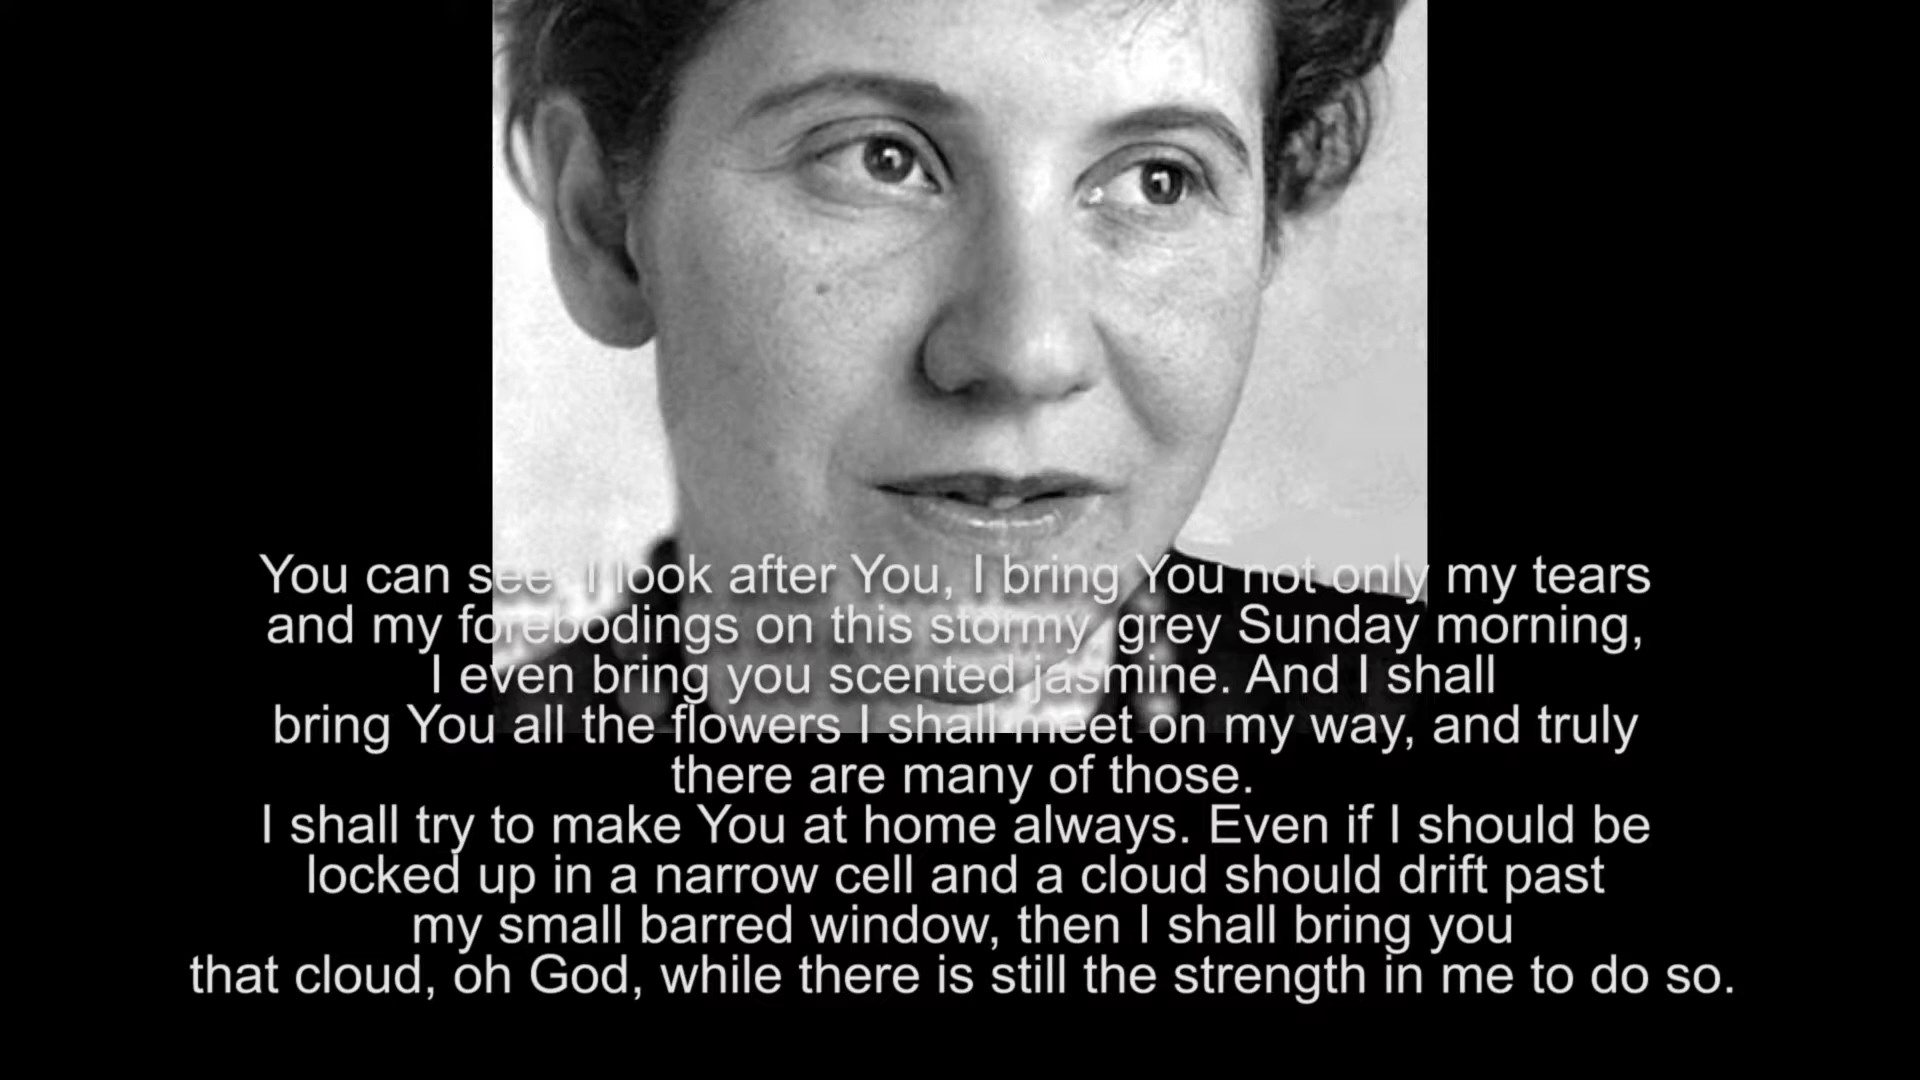 You can see, I look after You, I bring You not only my tears
and my forebodings on this stormy, grey Sunday morning,
I even bring you scented jasmine. And I shall
bring You all the flowers I shall meet on my way, and truly
there are many of those.
I shall try to make You at home always. Even if I should be
locked up in a narrow cell and a cloud should drift past
my small barred window, then I shall bring you
that cloud, oh God, while there is still the strength in me to do so.